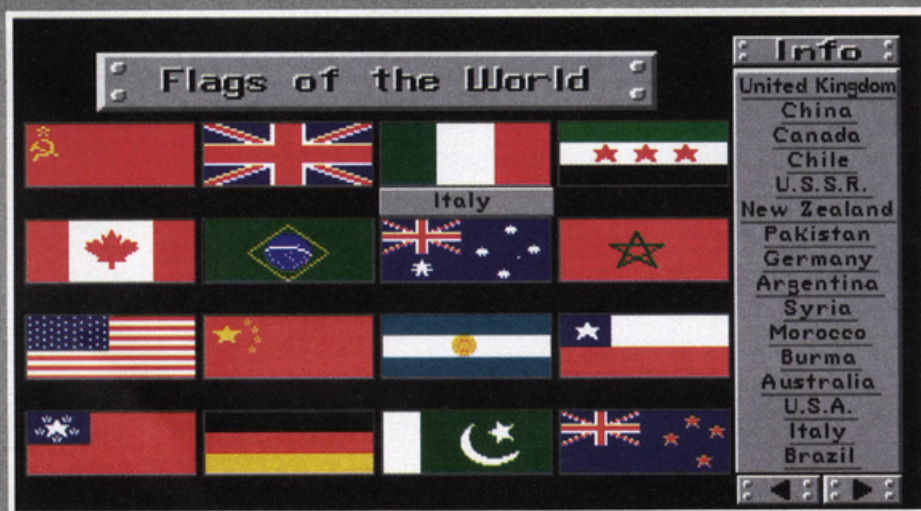 Flags of the World
Italy
Info
United Kingdom
China
Canada
Chile
U.S.S.R.
New Zealand
Pakistan
Germany
Argentina
Syria
Morocco
Burma
Australia
U.S.A.
Italy
Brazil